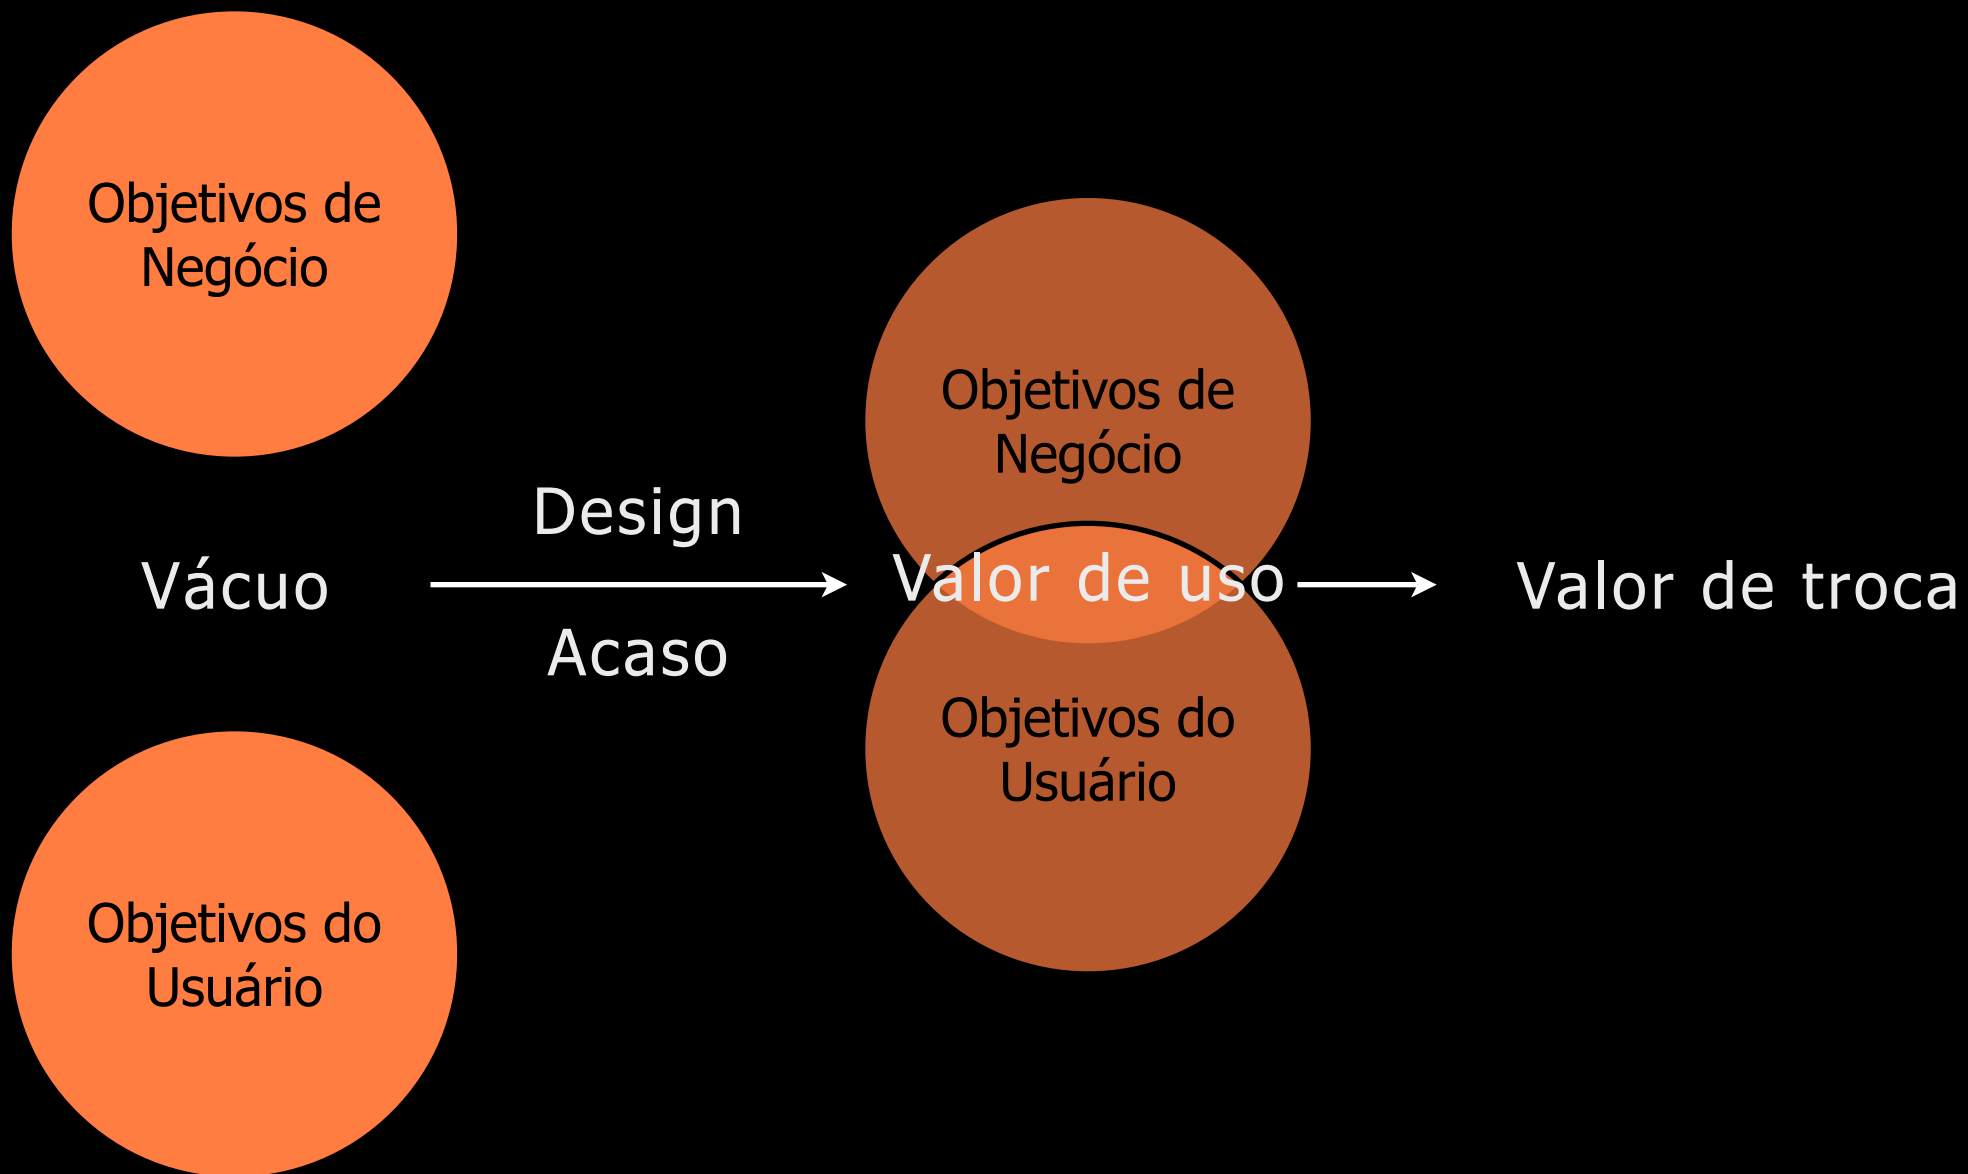 Objetivos de
Negócio
Vácuo
Objetivos do
Usuário
Design
Acaso
Objetivos de
Negócio
Valor de uso
Objetivos do
Usuário
Valor de troca